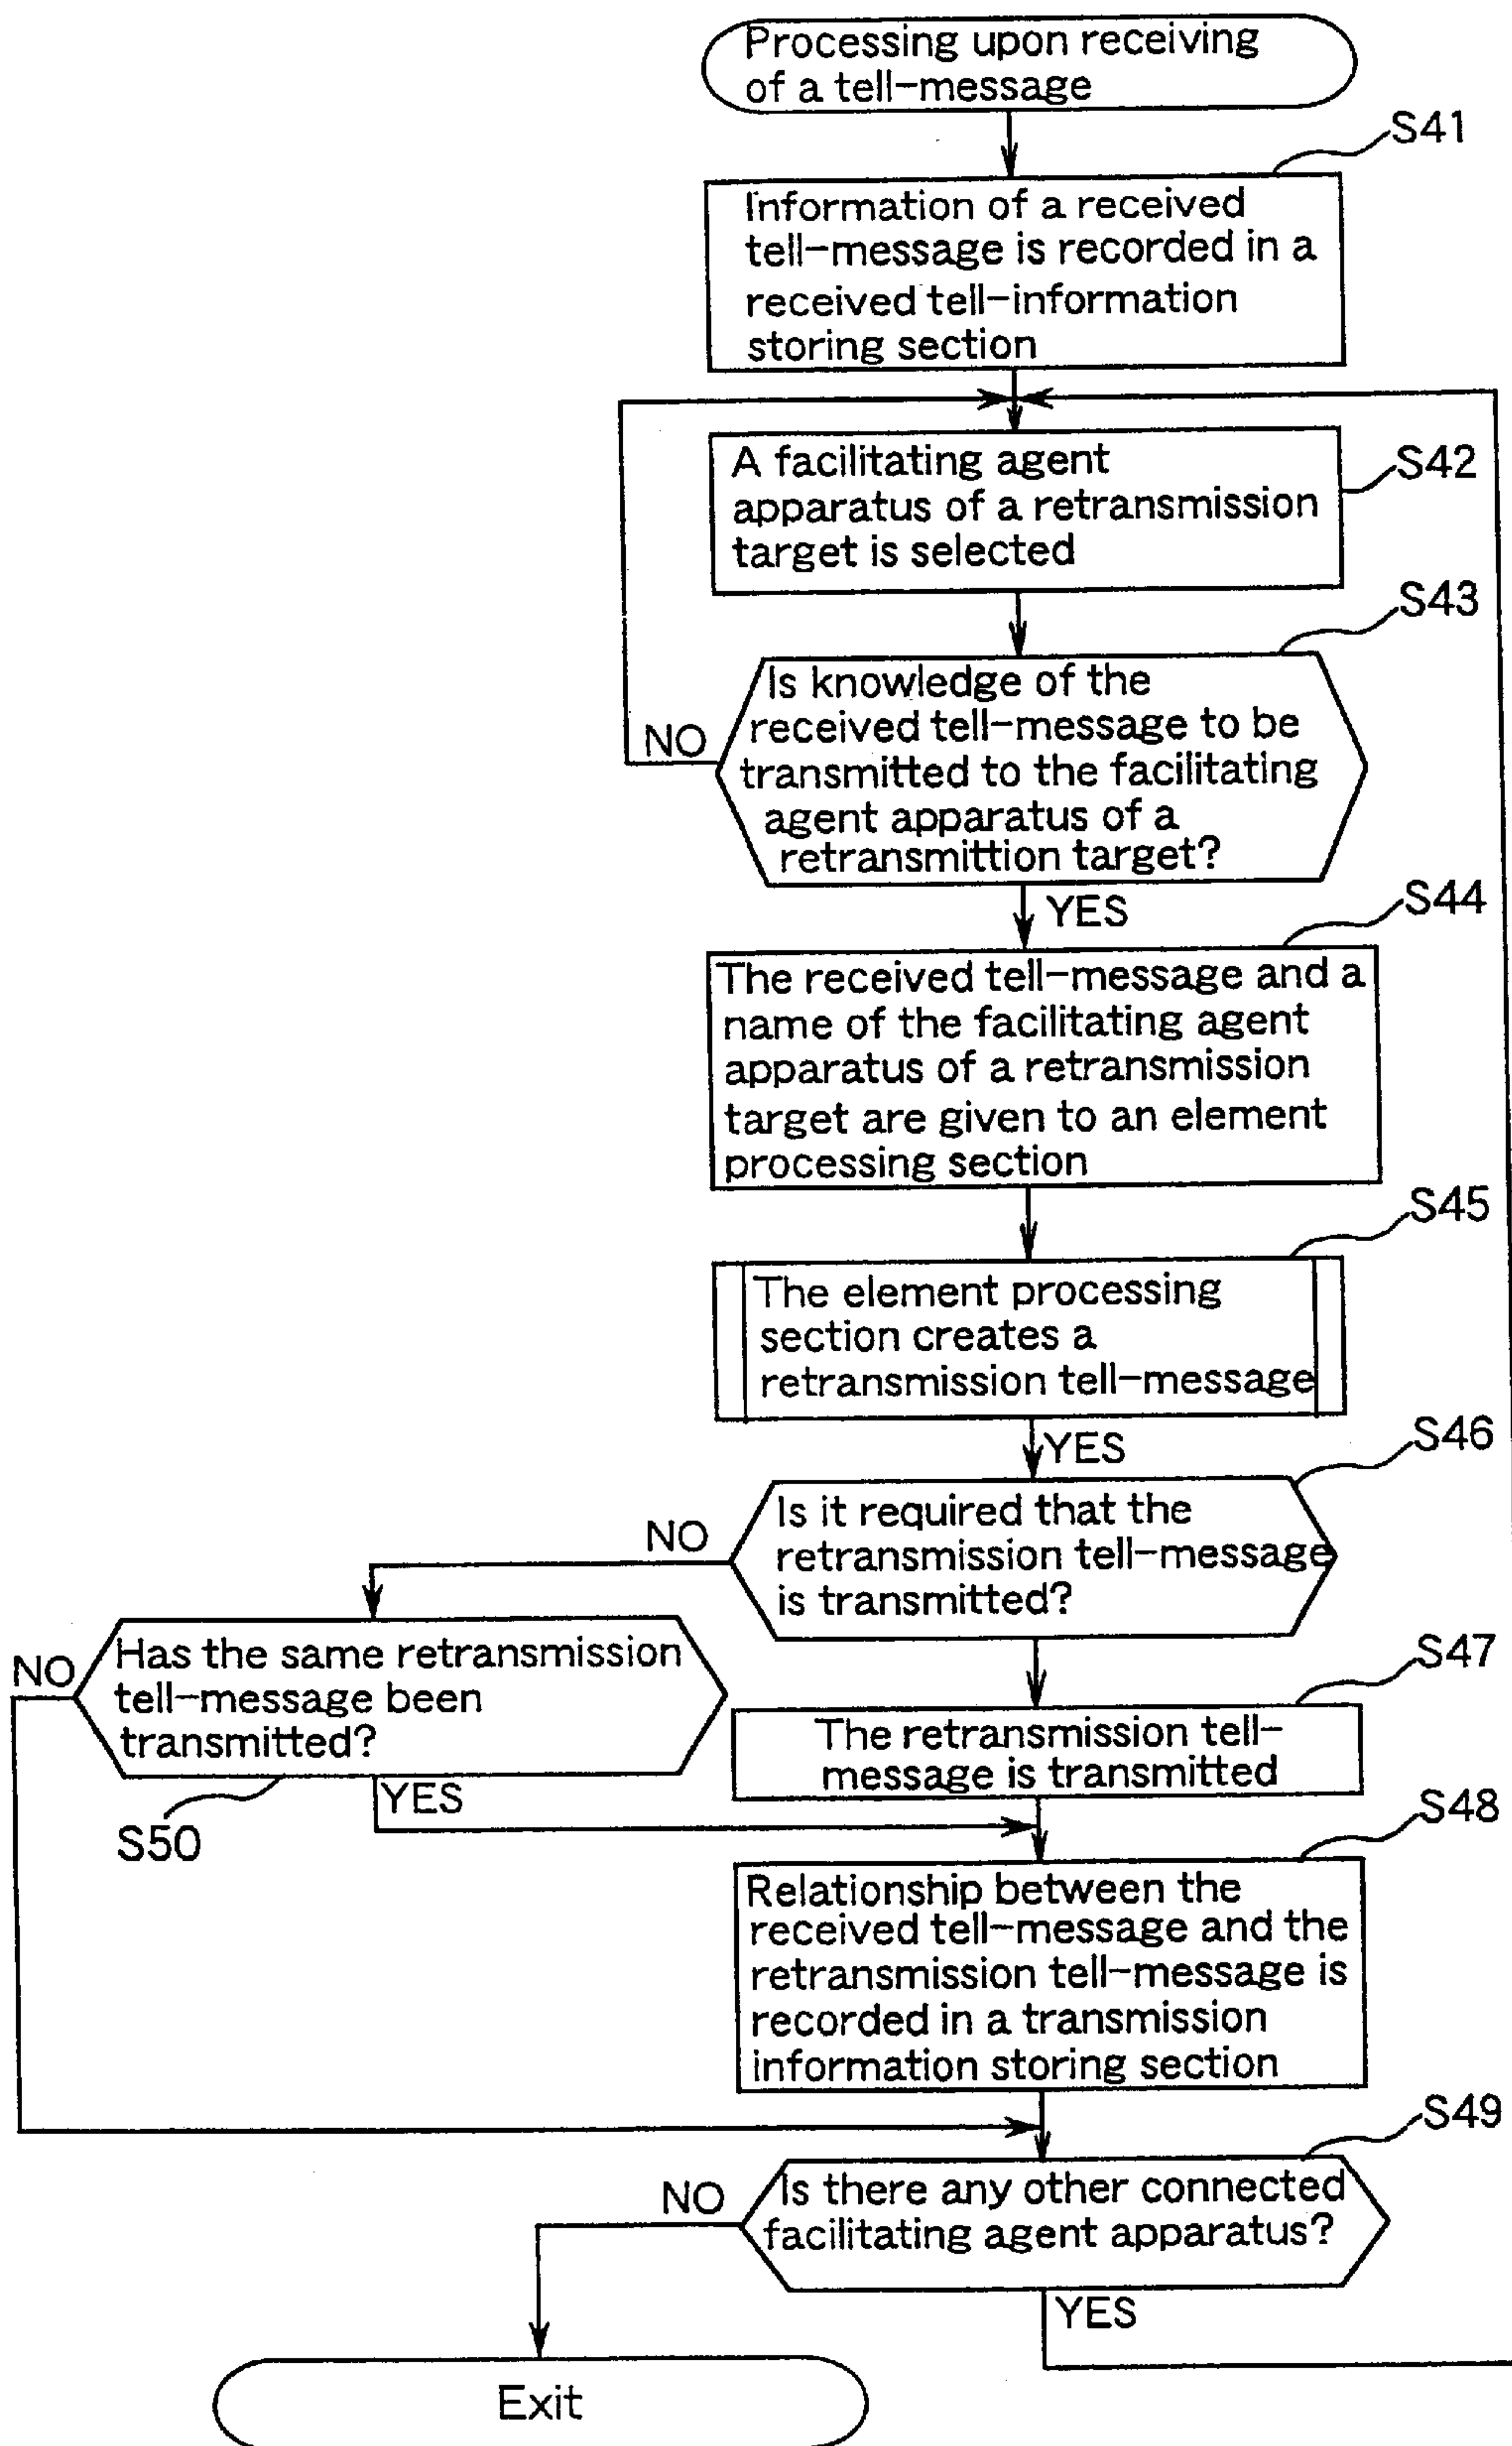 Processing upon receiving
of a tell-message
S41
Information of a received
tell-message is recorded in a
received tell-information
storing section
S42
A facilitating agent
apparatus of a retransmission
target is selected
S43
Is knowledge of the
received tell-message to be
transmitted to the facilitating
agent apparatus of a
retransmittion target?
NO
YES
S44
The received tell-message and a
name of the facilitating agent
apparatus of a retransmission
target are given to an element
processing section
S45
The element processing
section creates a
retransmission tell-message
YES
S46
Is it required that the
retransmission tell-message
is transmitted?
NO
NO
Has the same retransmission
tell-message been
transmitted?
YES
S50
S47
The retransmission tell-
message is transmitted
S48
Relationship between the
received tell-message and the
retransmission tell-message is
recorded in a transmission
information storing section
S49
Is there any other connected
facilitating agent apparatus?
NO
YES
Exit